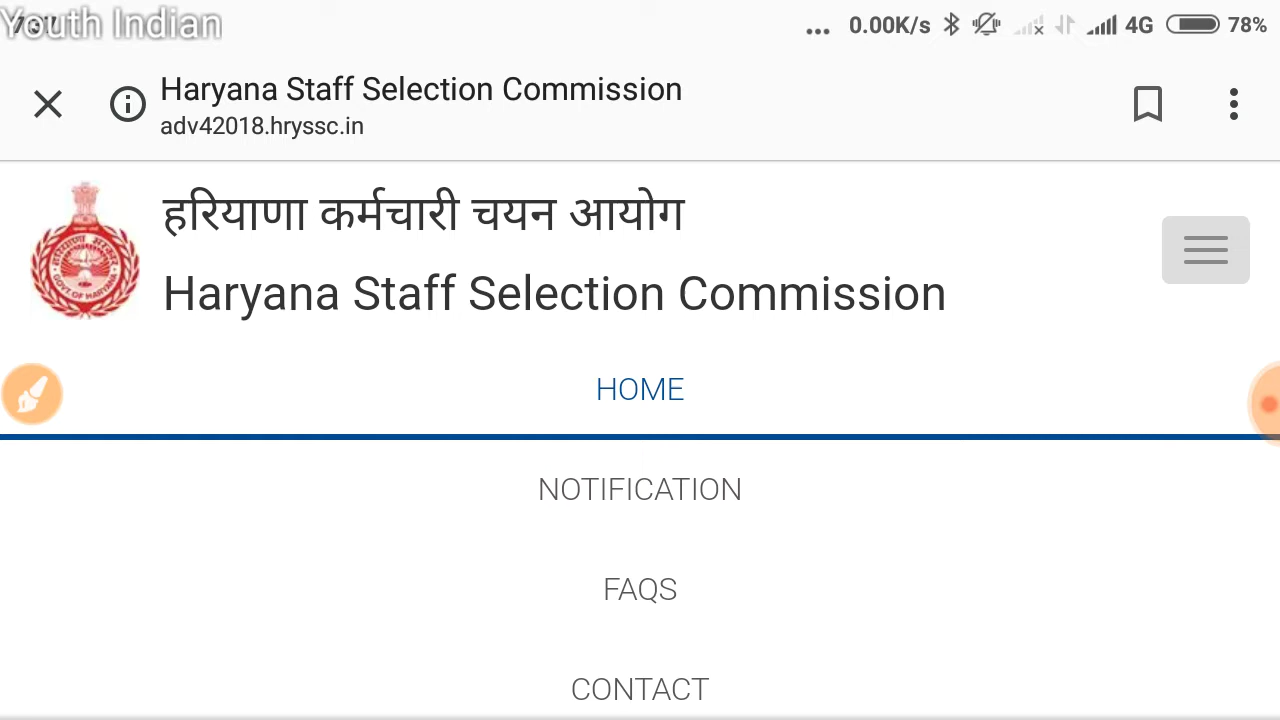 Youth Indian
... 0.00K/s 4G 78%
Haryana Staff Selection Commission
adv42018.hryssc.in
हरियाणा कर्मचारी चयन आयोग
Haryana Staff Selection Commission
HOME
NOTIFICATION
FAQS
CONTACT